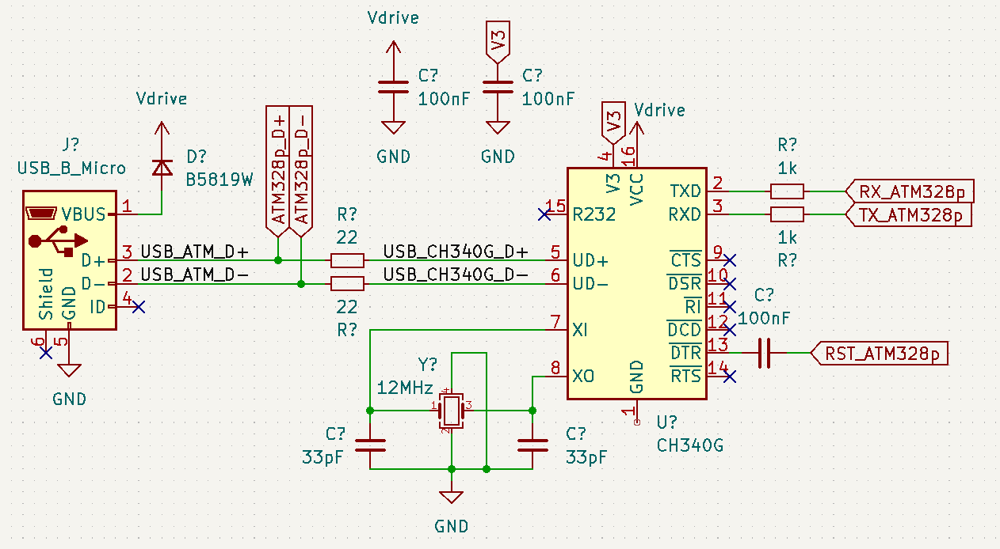 Vdrive
C?
100nF
GND
V3
C?
100nF
GND
Vdrive
D?
B5819W
J?
USB_B_Micro
VBUS
1
D+
3
D-
2
ID
4
Shield
6
GND
5
GND
ATM328p_D+
ATM328p_D-
USB_ATM_D+
USB_ATM_D-
R?
22
22
R?
USB_CH340G_D+
USB_CH340G_D-
V3
Vdrive
4
16
V3
VCC
15
R232
5
UD+
6
UD-
7
XI
8
XO
TXD
2
RXD
3
CTS
9
DSR
10
RI
11
DCD
12
DTR
13
RTS
14
GND
1
U?
CH340G
R?
1k
RX_ATM328p
TX_ATM328p
1k
R?
C?
100nF
RST_ATM328p
Y?
12MHz
4
1
3
2
C?
33pF
C?
33pF
GND